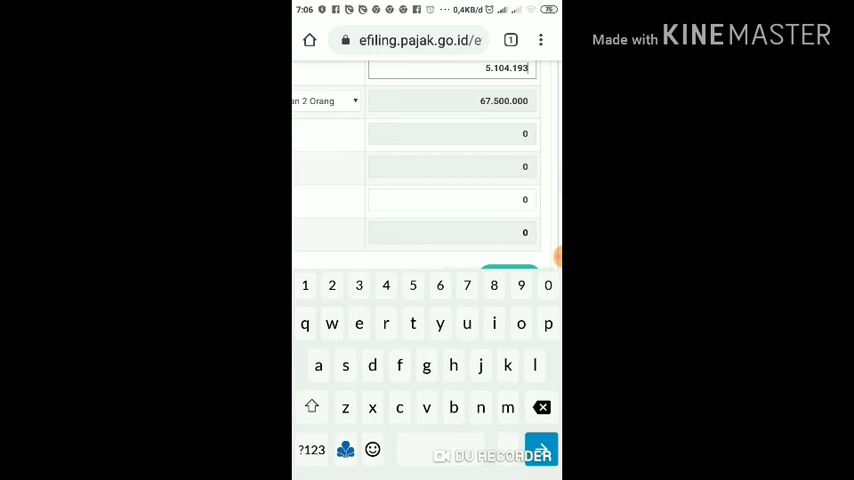 7:06 0,4KB/d 75
Made with KINEMASTER
efiling.pajak.go.id/e 1
5.104.193
an 2 Orang 67.500.000
0
0
0
0
1 2 3 4 5 6 7 8 9 0
q w e r t y u i o p
a s d f g h j k l
z x c v b n m
?123
DU RECORDER